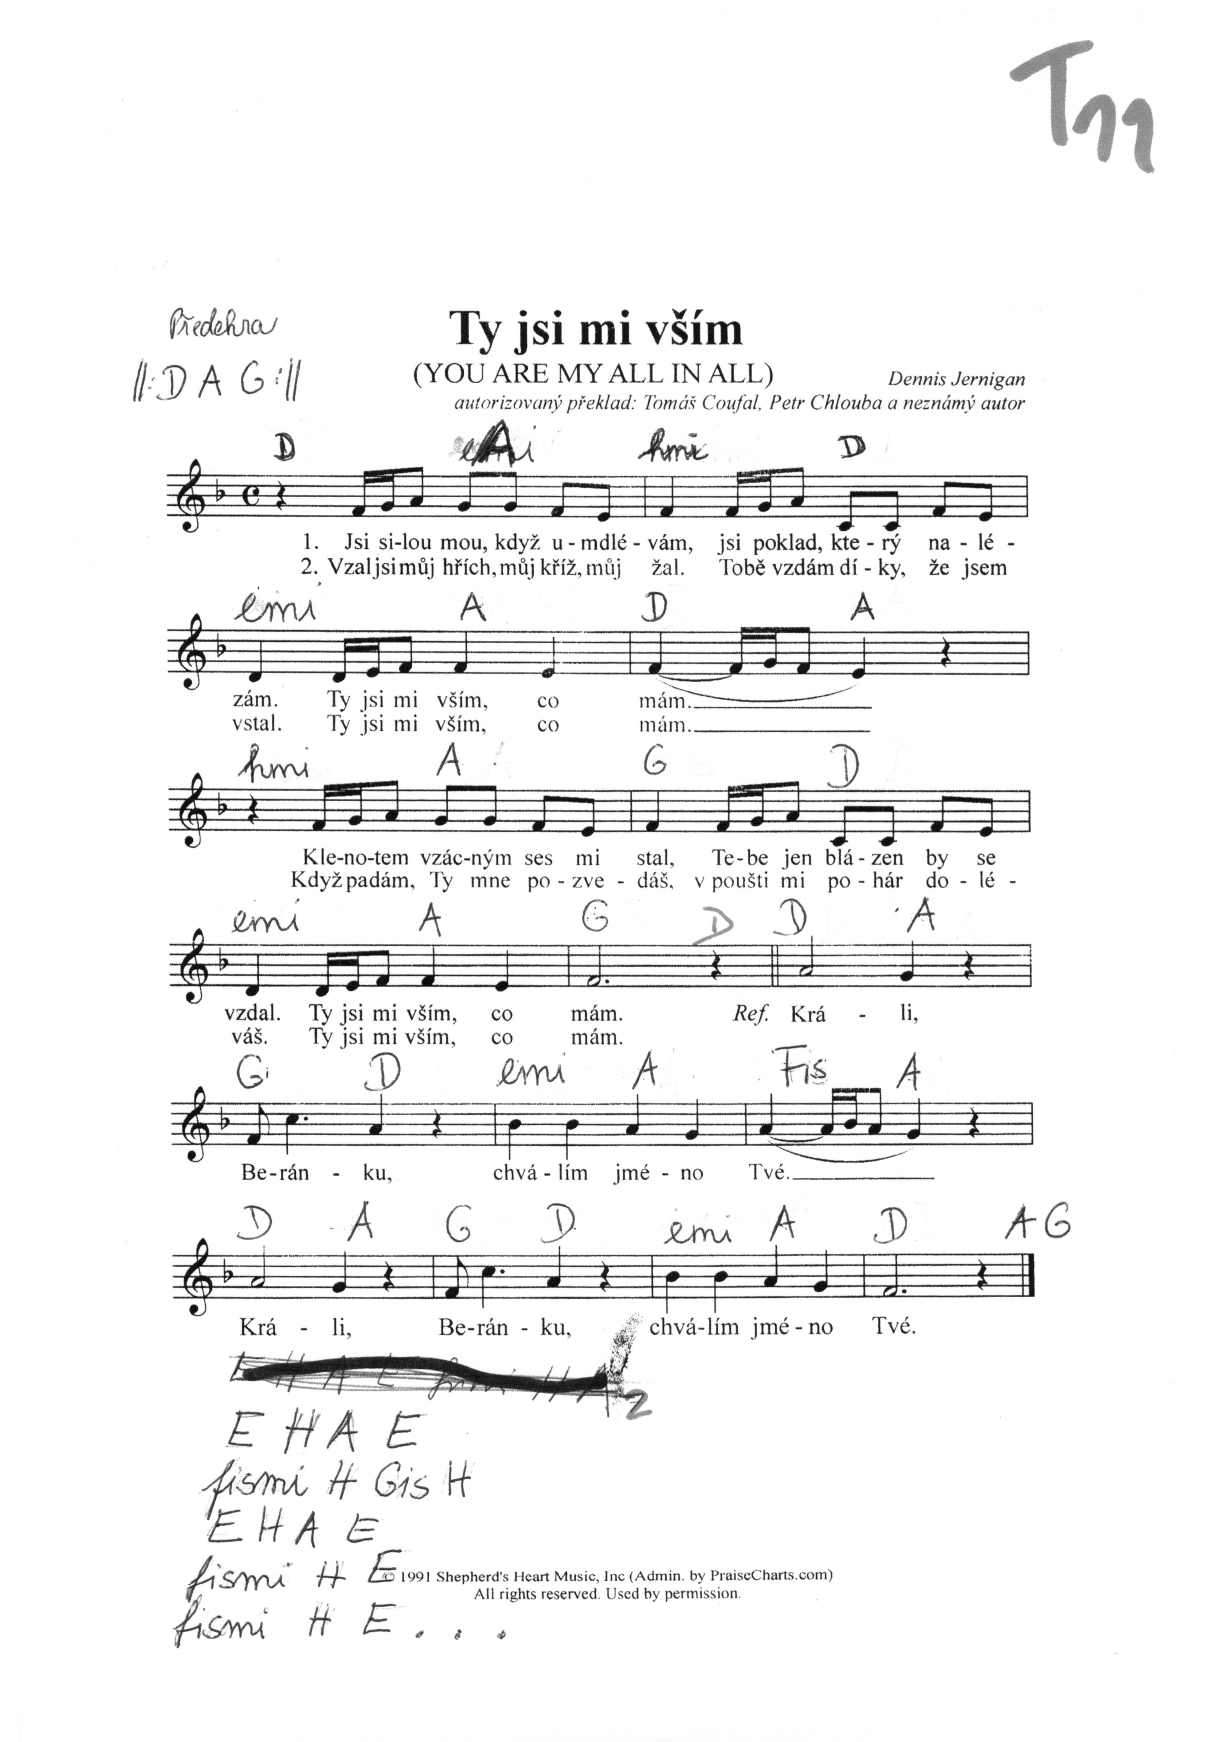 T11
Předehra
Ty jsi mi vším
||: D A G :||
(YOU ARE MY ALL IN ALL)
Dennis Jernigan
autorizovaný překlad: Tomáš Coufal, Petr Chlouba a neznámý autor
D A hmi D
1. Jsi si-lou mou, když u-mdlé-vám, jsi poklad, kte-rý na-lé-
2. Vzal jsi můj hřích, můj kříž, můj žal. Tobě vzdám dí-ky, že jsem
emi A D A
zám. Ty jsi mi vším, co mám.
vstal. Ty jsi mi vším, co mám.
hmi A G D
Kle-no-tem vzác-ným ses mi stal, Te-be jen blá-zen by se
Když padám, Ty mne po-zve-dáš, v poušti mi po-hár do-lé-
emi A G D D A
vzdal. Ty jsi mi vším, co mám. Ref. Krá - li,
váš. Ty jsi mi vším, co mám.
G D emi A Fis A
Be-rán - ku, chvá-lím jmé-no Tvé.
D A G D emi A D A G
Krá - li, Be-rán - ku, chvá-lím jmé-no Tvé.
2
E H A E
fismi H Gis H
E H A E
fismi H E
© 1991 Shepherd's Heart Music, Inc (Admin. by PraiseCharts.com)
All rights reserved. Used by permission.
fismi H E . . .